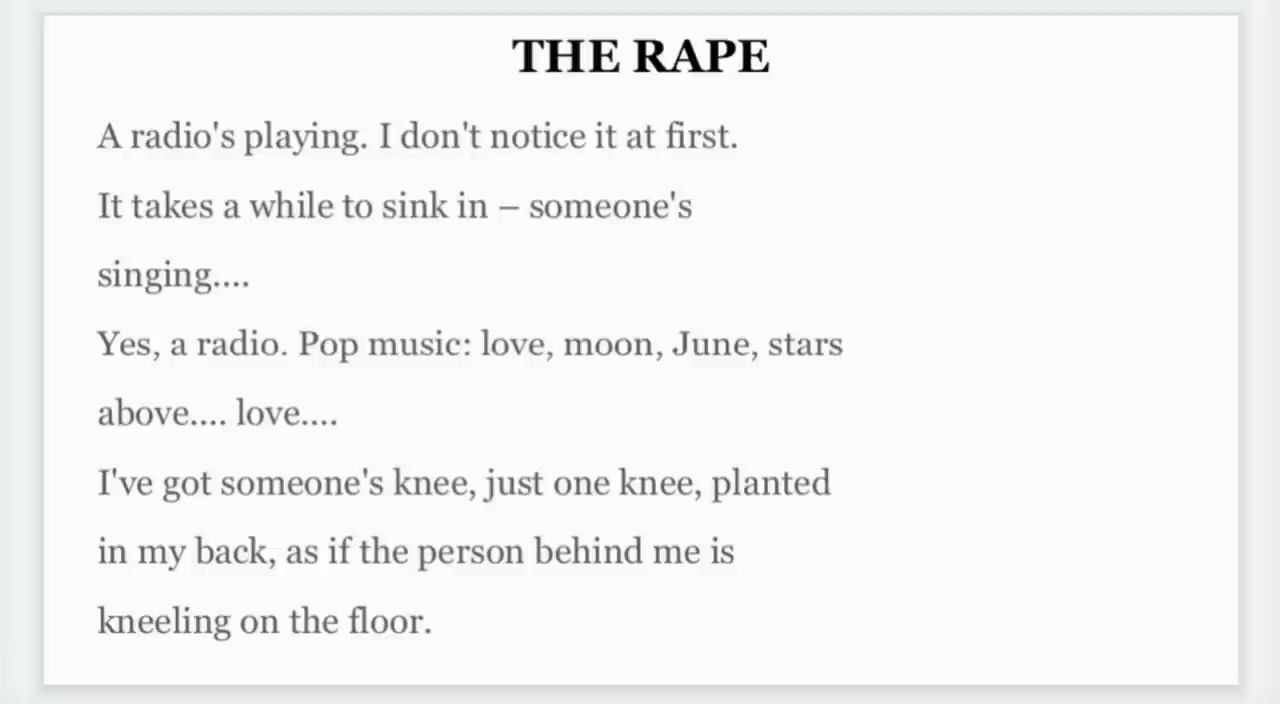 THE RAPE
A radio's playing. I don't notice it at first.
It takes a while to sink in – someone's
singing....
Yes, a radio. Pop music: love, moon, June, stars
above.... love....
I've got someone's knee, just one knee, planted
in my back, as if the person behind me is
kneeling on the floor.